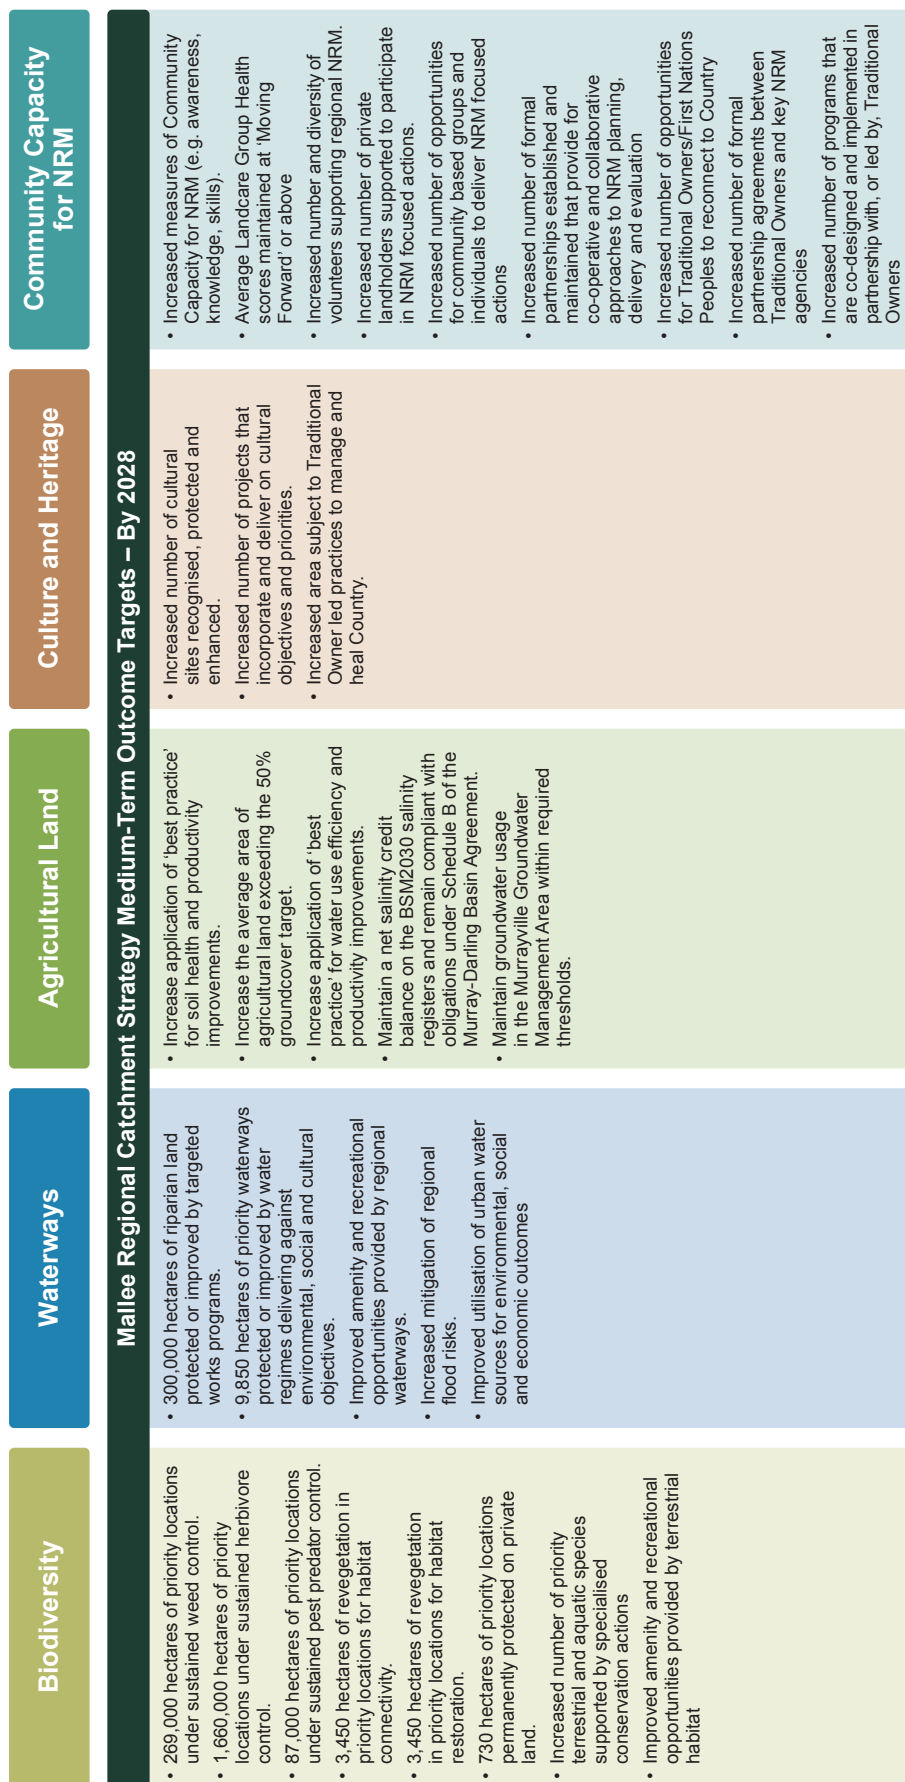 Biodiversity
Waterways
Agricultural Land
Culture and Heritage
Community Capacity
for NRM
Mallee Regional Catchment Strategy Medium-Term Outcome Targets – By 2028
• 269,000 hectares of priority locations
under sustained weed control.
• 1,660,000 hectares of priority
locations under sustained herbivore
control.
• 87,000 hectares of priority locations
under sustained pest predator control.
• 3,450 hectares of revegetation in
priority locations for habitat
connectivity.
• 3,450 hectares of revegetation
in priority locations for habitat
restoration.
• 730 hectares of priority locations
permanently protected on private
land.
• Increased number of priority
terrestrial and aquatic species
supported by specialised
conservation actions
• Improved amenity and recreational
opportunities provided by terrestrial
habitat
• 300,000 hectares of riparian land
protected or improved by targeted
works programs.
• 9,850 hectares of priority waterways
protected or improved by water
regimes delivering against
environmental, social and cultural
objectives.
• Improved amenity and recreational
opportunities provided by regional
waterways.
• Increased mitigation of regional
flood risks.
• Improved utilisation of urban water
sources for environmental, social
and economic outcomes
• Increase application of ‘best practice’
for soil health and productivity
improvements.
• Increase the average area of
agricultural land exceeding the 50%
groundcover target.
• Increase application of ‘best
practice’ for water use efficiency and
productivity improvements.
• Maintain a net salinity credit
balance on the BSM2030 salinity
registers and remain compliant with
obligations under Schedule B of the
Murray-Darling Basin Agreement.
• Maintain groundwater usage
in the Murrayville Groundwater
Management Area within required
thresholds.
• Increased number of cultural
sites recognised, protected and
enhanced.
• Increased number of projects that
incorporate and deliver on cultural
objectives and priorities.
• Increased area subject to Traditional
Owner led practices to manage and
heal Country.
• Increased measures of Community
Capacity for NRM (e.g. awareness,
knowledge, skills).
• Average Landcare Group Health
scores maintained at ‘Moving
Forward’ or above
• Increased number and diversity of
volunteers supporting regional NRM.
• Increased number of private
landholders supported to participate
in NRM focused actions.
• Increased number of opportunities
for community based groups and
individuals to deliver NRM focused
actions
• Increased number of formal
partnerships established and
maintained that provide for
co-operative and collaborative
approaches to NRM planning,
delivery and evaluation
• Increased number of opportunities
for Traditional Owners/First Nations
Peoples to reconnect to Country
• Increased number of formal
partnership agreements between
Traditional Owners and key NRM
agencies
• Increased number of programs that
are co-designed and implemented in
partnership with, or led by, Traditional
Owners